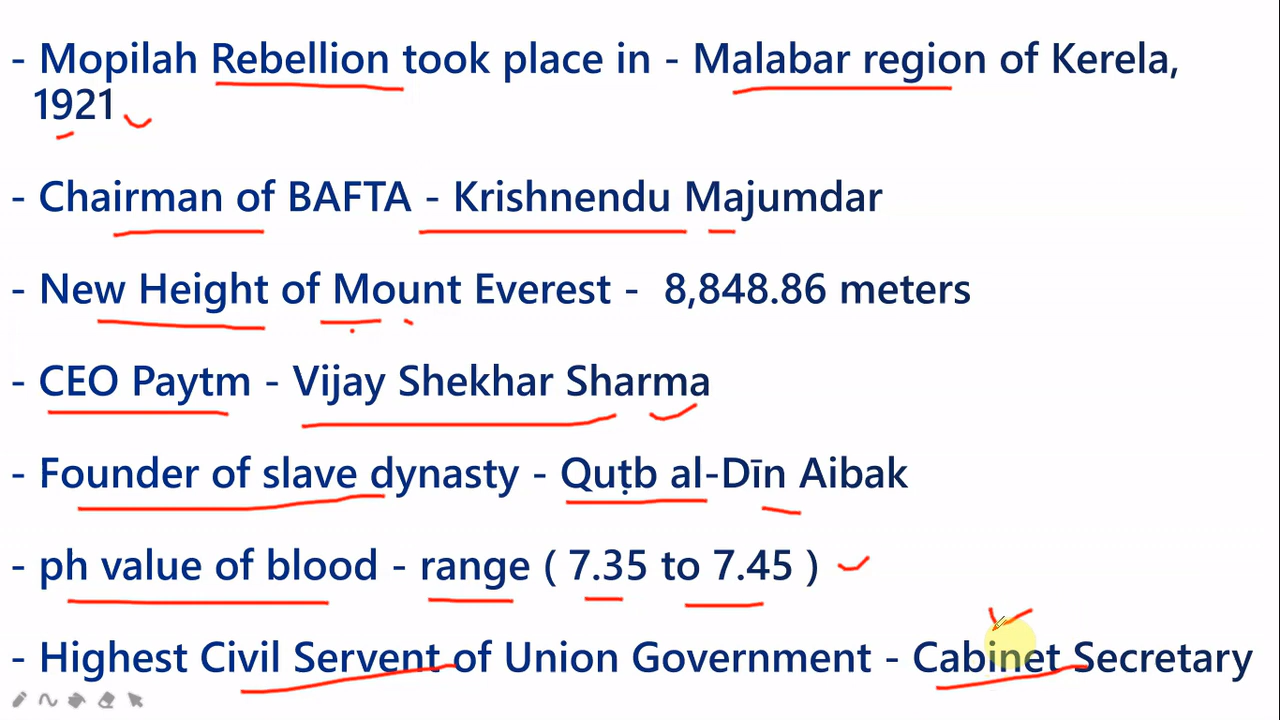 - Mopilah Rebellion took place in - Malabar region of Kerela,
1921
- Chairman of BAFTA - Krishnendu Majumdar
- New Height of Mount Everest - 8,848.86 meters
- CEO Paytm - Vijay Shekhar Sharma
- Founder of slave dynasty - Quṭb al-Dīn Aibak
- ph value of blood - range ( 7.35 to 7.45 )
- Highest Civil Servent of Union Government - Cabinet Secretary